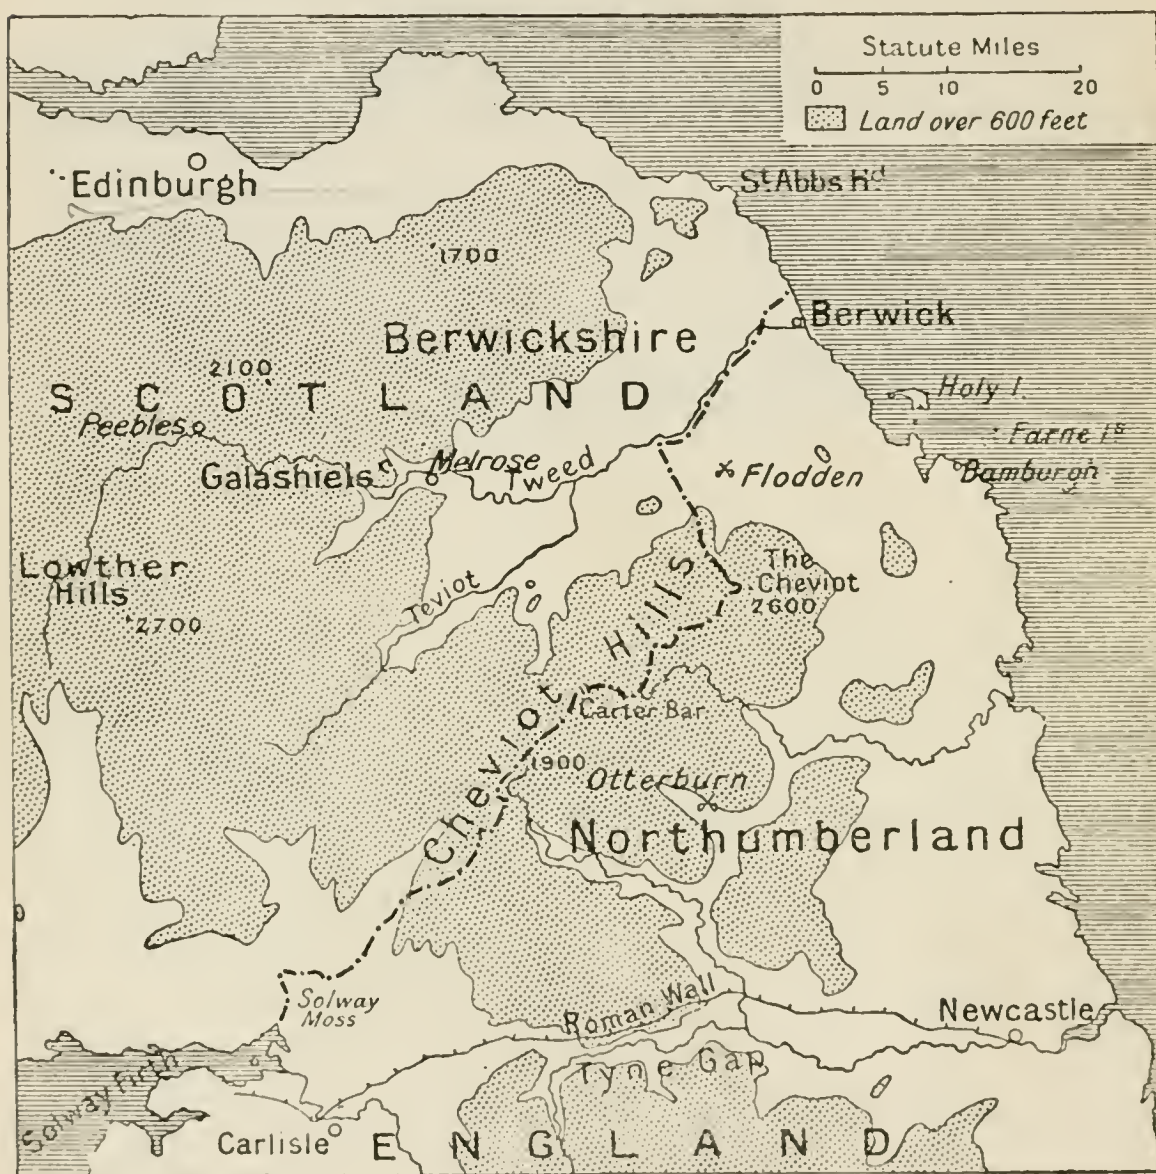 Statute Miles
0 5 10 20
Land over 600 feet
Edinburgh
St Abbs Hd
1700
Berwick
Berwickshire
2100
SCOTLAND
Holy I.
Peebles
Farne Is
Melrose
Galashiels
Tweed
Flodden
Bamburgh
The
Cheviot
2600
Lowther
Hills
2700
Teviot
Cheviot Hills
Carter Bar
1900
Otterburn
Northumberland
Solway
Moss
Roman Wall
Newcastle
Solway Firth
Tyne Gap
Carlisle
ENGLAND